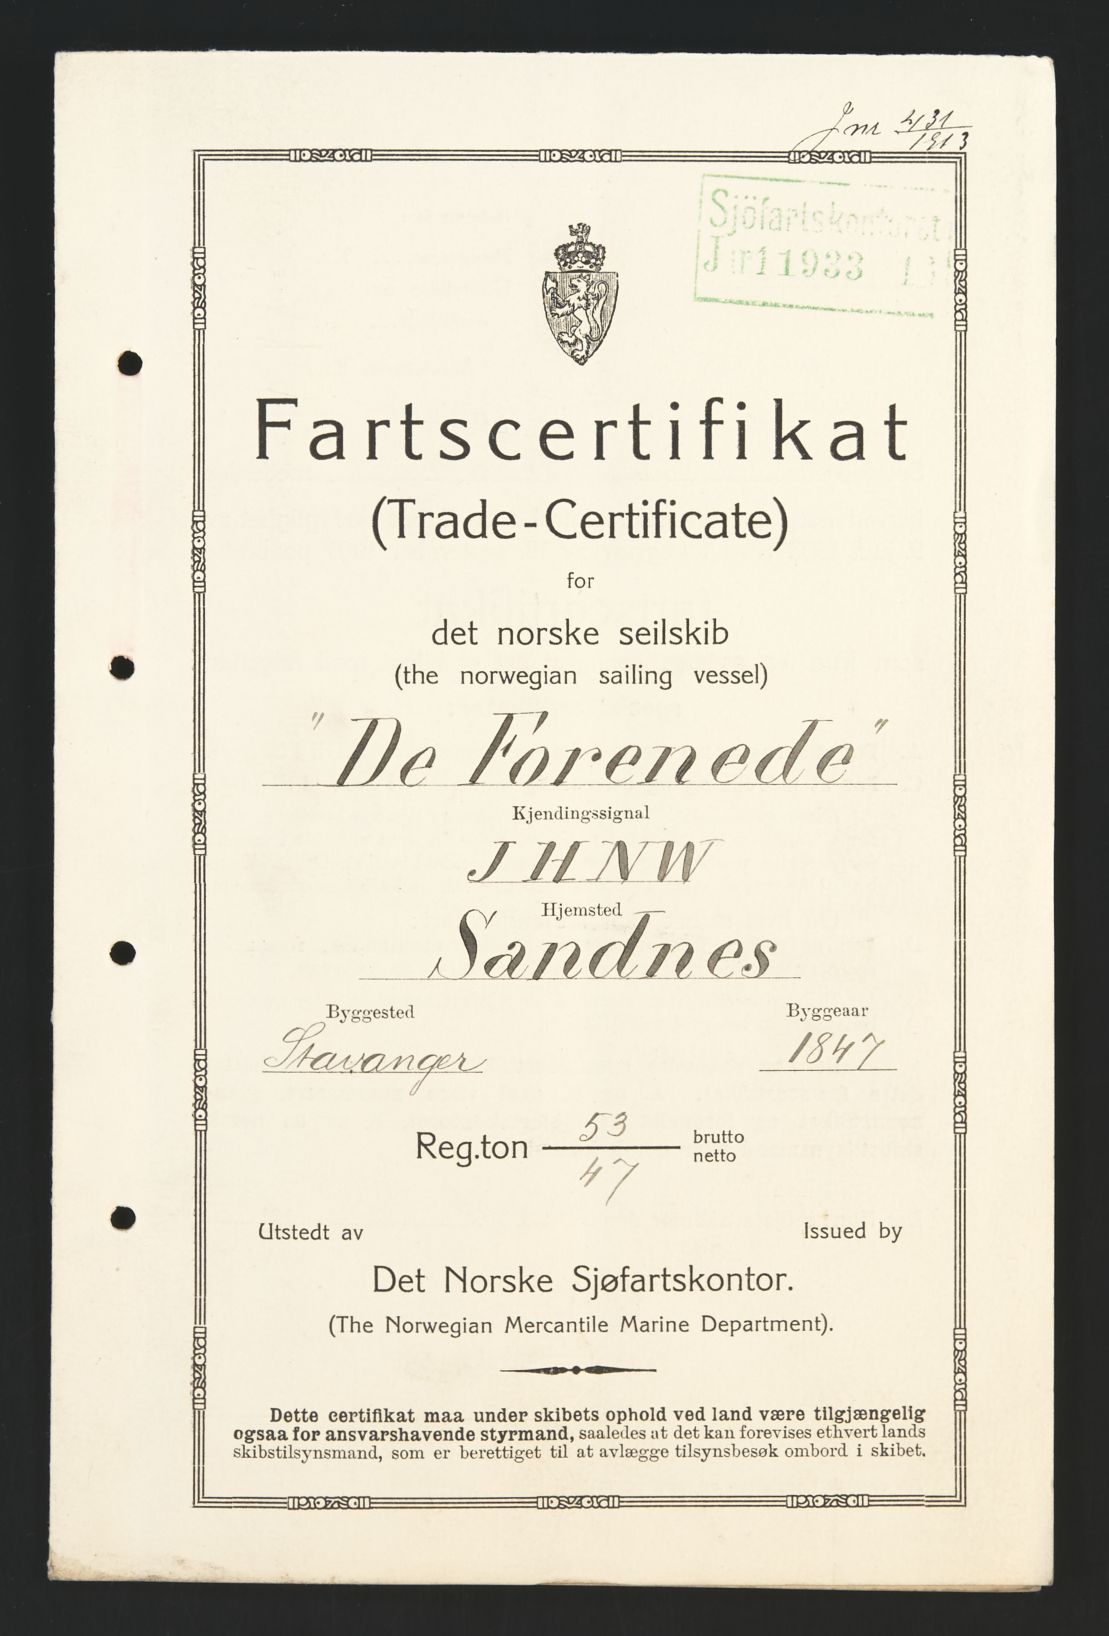 Jnr 431/1913
Sjöfartskontoret
Jnr 1933
Fartscertifikat
(Trade-Certificate)
for
det norske seilskib
(the norwegian sailing vessel)
"De Forenede"
Kjendingssignal
JHNW
Hjemsted
Sandnes
Byggested Byggeaar
Stavanger 1847
Reg.ton 53 brutto
47 netto
Utstedt av Issued by
Det Norske Sjøfartskontor.
(The Norwegian Mercantile Marine Department).
Dette certifikat maa under skibets ophold ved land være tilgjængelig
ogsaa for ansvarshavende styrmand, saaledes at det kan forevises ethvert lands
skibstilsynsmand, som er berettiget til at avlægge tilsynsbesøk ombord i skibet.